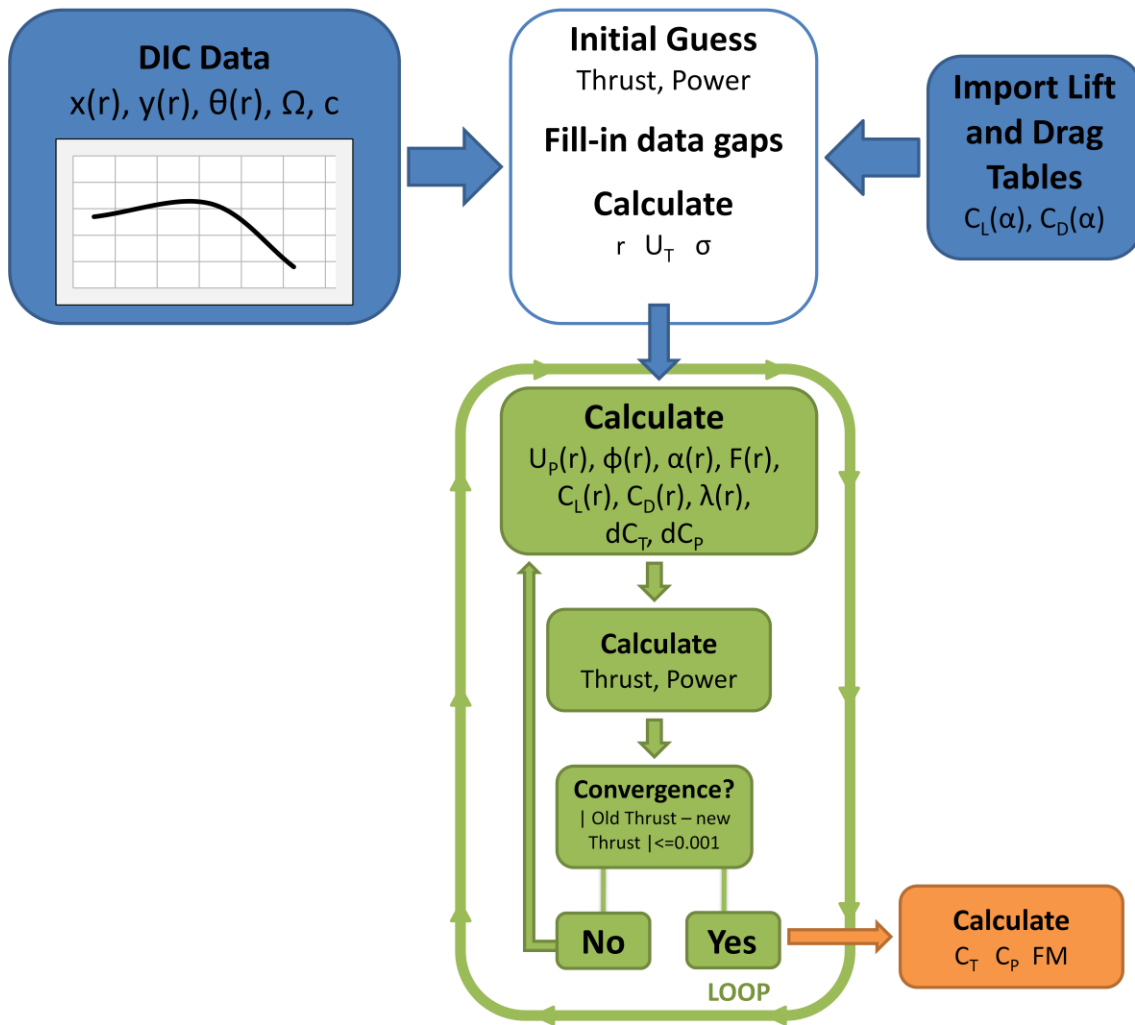 DIC Data
x(r), y(r), θ(r), Ω, c
Initial Guess
Thrust, Power
Fill-in data gaps
Calculate
r U_T σ
Import Lift
and Drag
Tables
C_L(α), C_D(α)
Calculate
U_P(r), ϕ(r), α(r), F(r),
C_L(r), C_D(r), λ(r),
dC_T, dC_P
Calculate
Thrust, Power
Convergence?
| Old Thrust – new
Thrust |<=0.001
No
Yes
LOOP
Calculate
C_T C_P FM